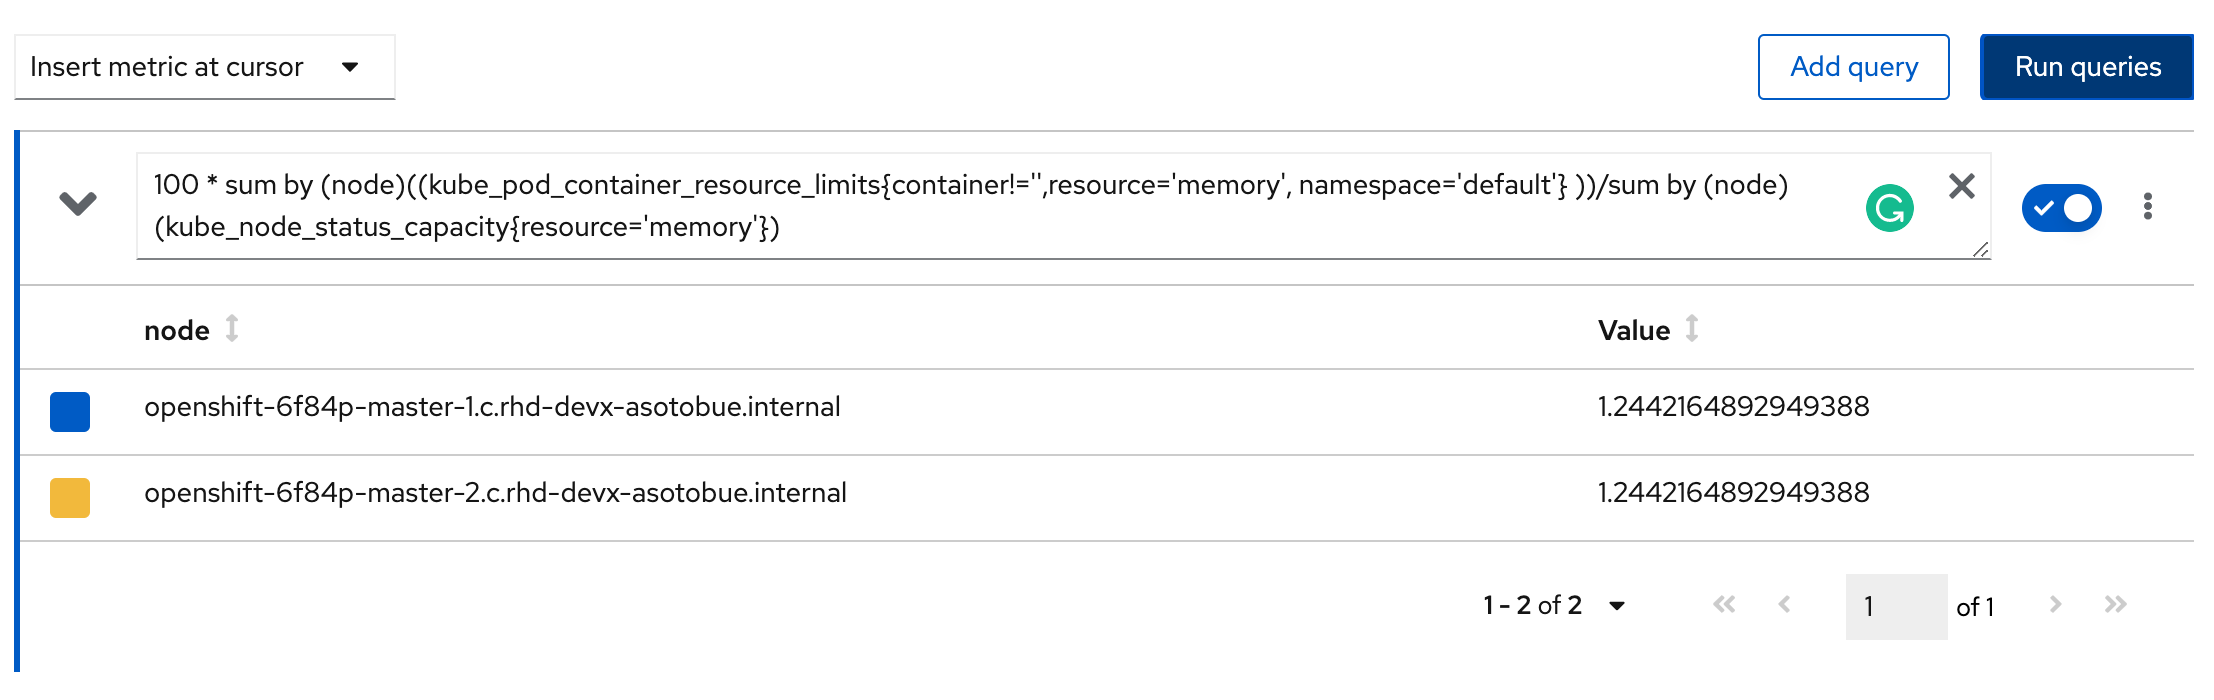 Insert metric at cursor
Add query
Run queries
100 * sum by (node)((kube_pod_container_resource_limits{container!='',resource='memory', namespace='default'} ))/sum by (node)
(kube_node_status_capacity{resource='memory'})
node
Value
openshift-6f84p-master-1.c.rhd-devx-asotobue.internal
1.2442164892949388
openshift-6f84p-master-2.c.rhd-devx-asotobue.internal
1.2442164892949388
1 - 2 of 2
1
of 1